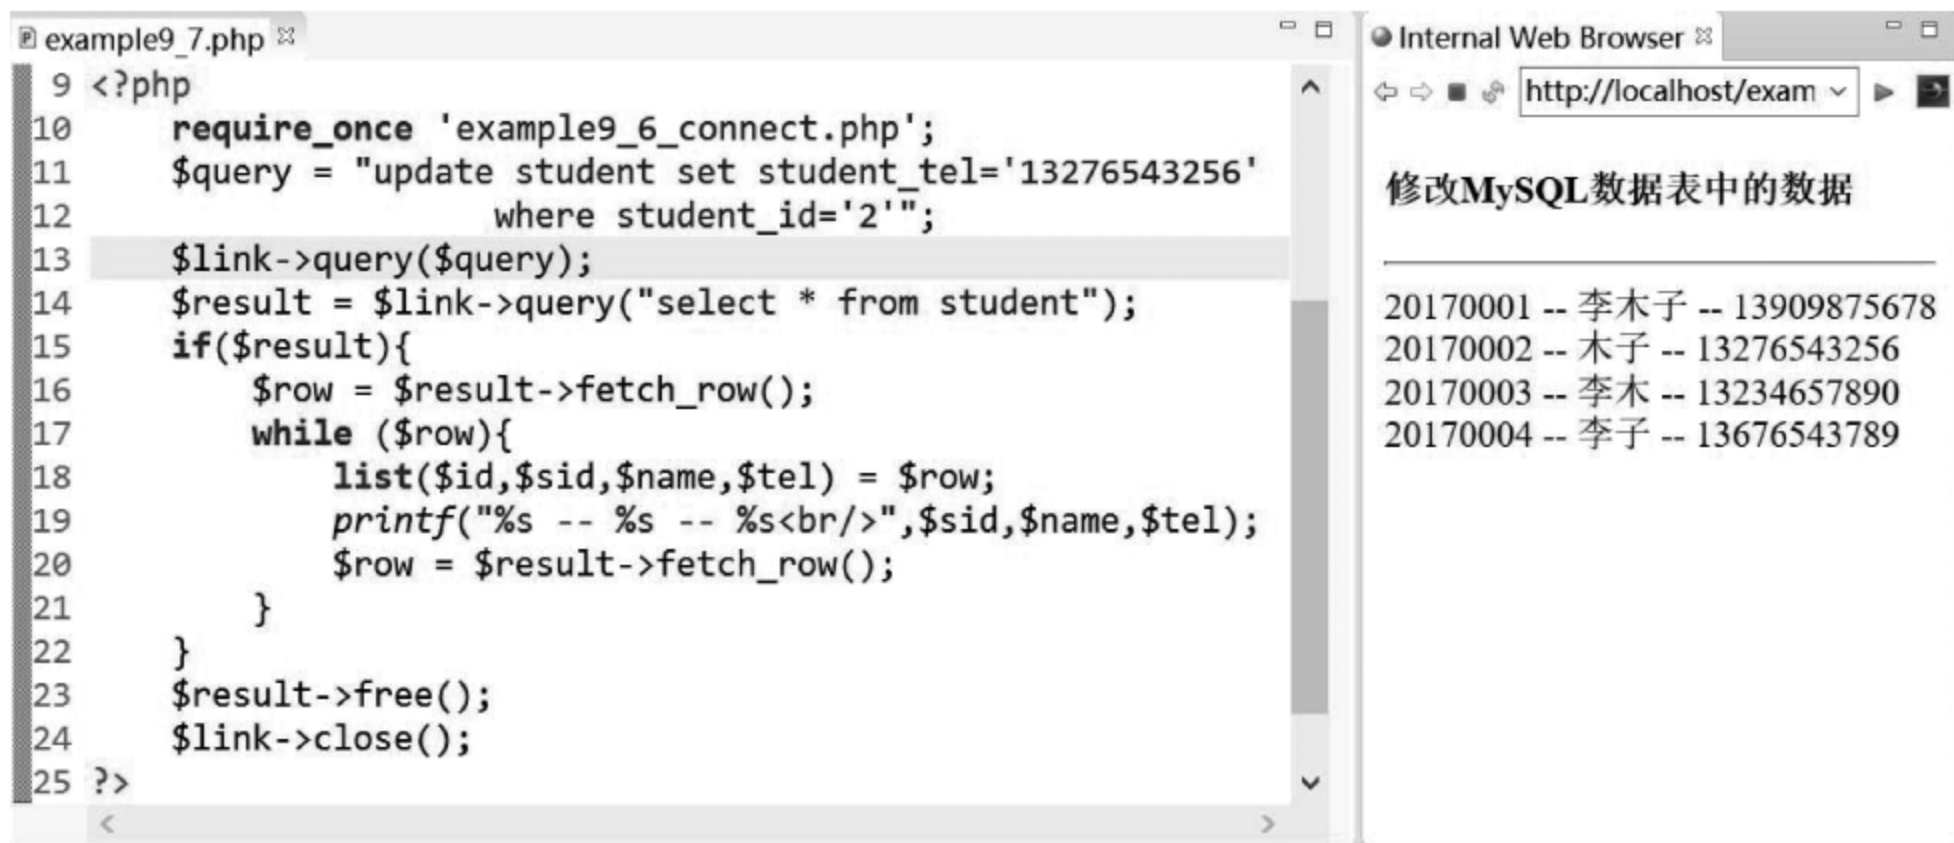 example9_7.php
9 <?php
10 require_once 'example9_6_connect.php';
11 $query = "update student set student_tel='13276543256'
12 where student_id='2'";
13 $link->query($query);
14 $result = $link->query("select * from student");
15 if($result){
16 $row = $result->fetch_row();
17 while ($row){
18 list($id,$sid,$name,$tel) = $row;
19 printf("%s -- %s -- %s<br/>",$sid,$name,$tel);
20 $row = $result->fetch_row();
21 }
22 }
23 $result->free();
24 $link->close();
25 ?>
Internal Web Browser
http://localhost/exam
修改MySQL数据表中的数据
20170001 -- 李木子 -- 13909875678
20170002 -- 木子 -- 13276543256
20170003 -- 李木 -- 13234657890
20170004 -- 李子 -- 13676543789